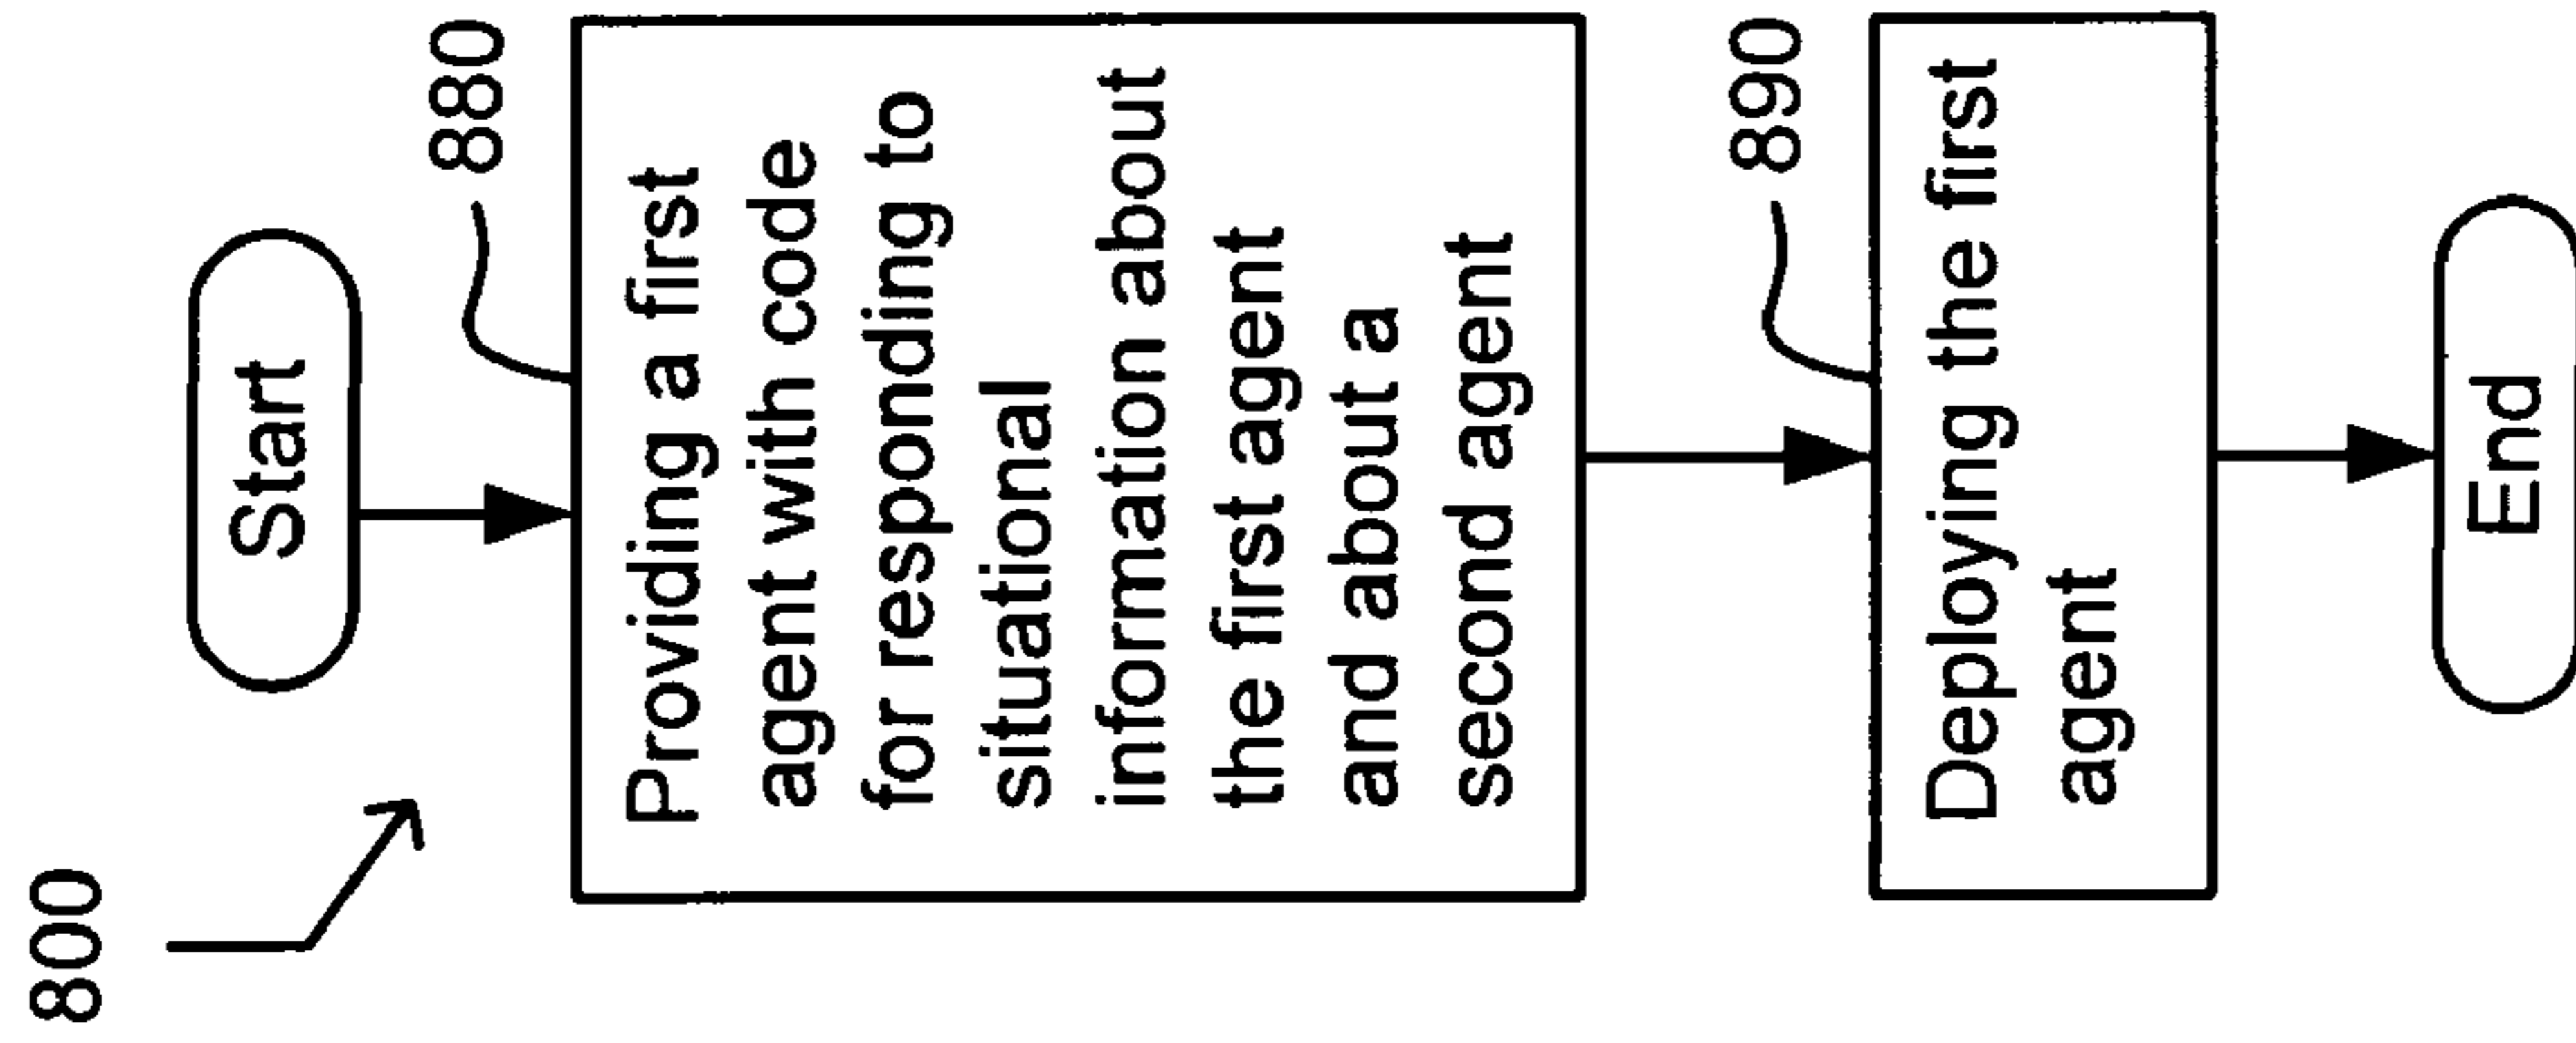 800
Start
880
Providing a first
agent with code
for responding to
situational
information about
the first agent
and about a
second agent
890
Deploying the first
agent
End